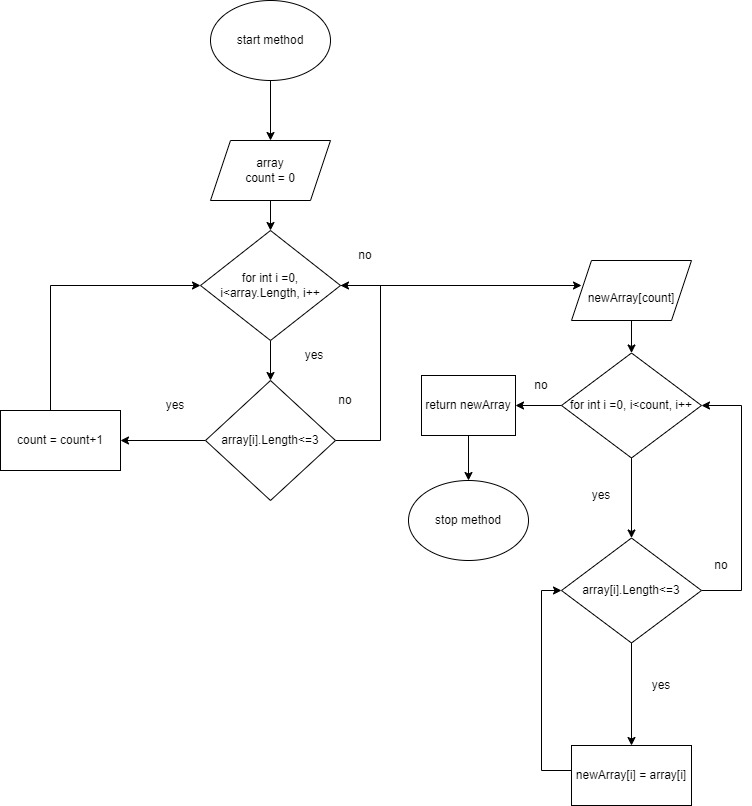 start method
array
count = 0
for int i =0,
i<array.Length, i++
no
yes
array[i].Length<=3
yes
no
count = count+1
newArray[count]
for int i =0, i<count, i++
no
return newArray
stop method
yes
array[i].Length<=3
no
yes
newArray[i] = array[i]